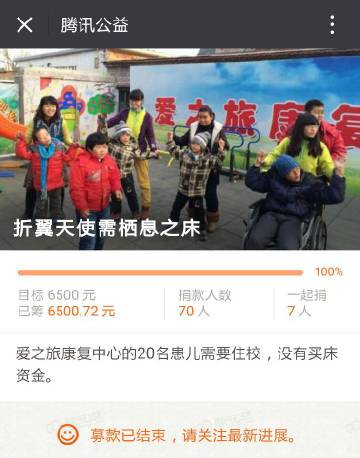 腾讯公益
爱之旅康复
折翼天使需栖息之床
100%
目标 6500 元
已筹 6500.72 元
捐款人数
70 人
一起捐
7 人
爱之旅康复中心的20名患儿需要住校，没有买床
资金。
募款已结束，请关注最新进展。